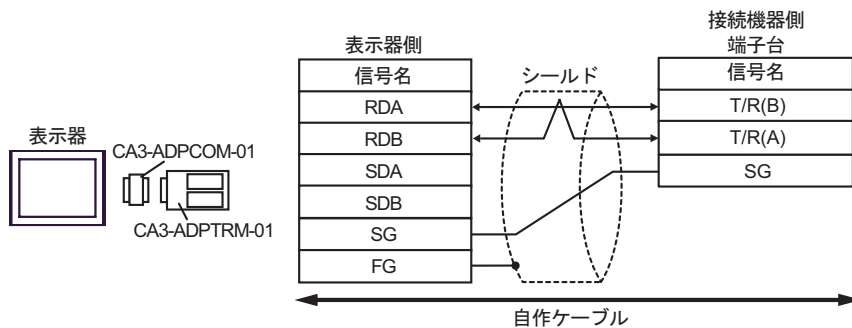 表示器
CA3-ADPCOM-01
CA3-ADPTRM-01
表示器側
信号名
RDA
RDB
SDA
SDB
SG
FG
シールド
接続機器側
端子台
信号名
T/R(B)
T/R(A)
SG
自作ケーブル